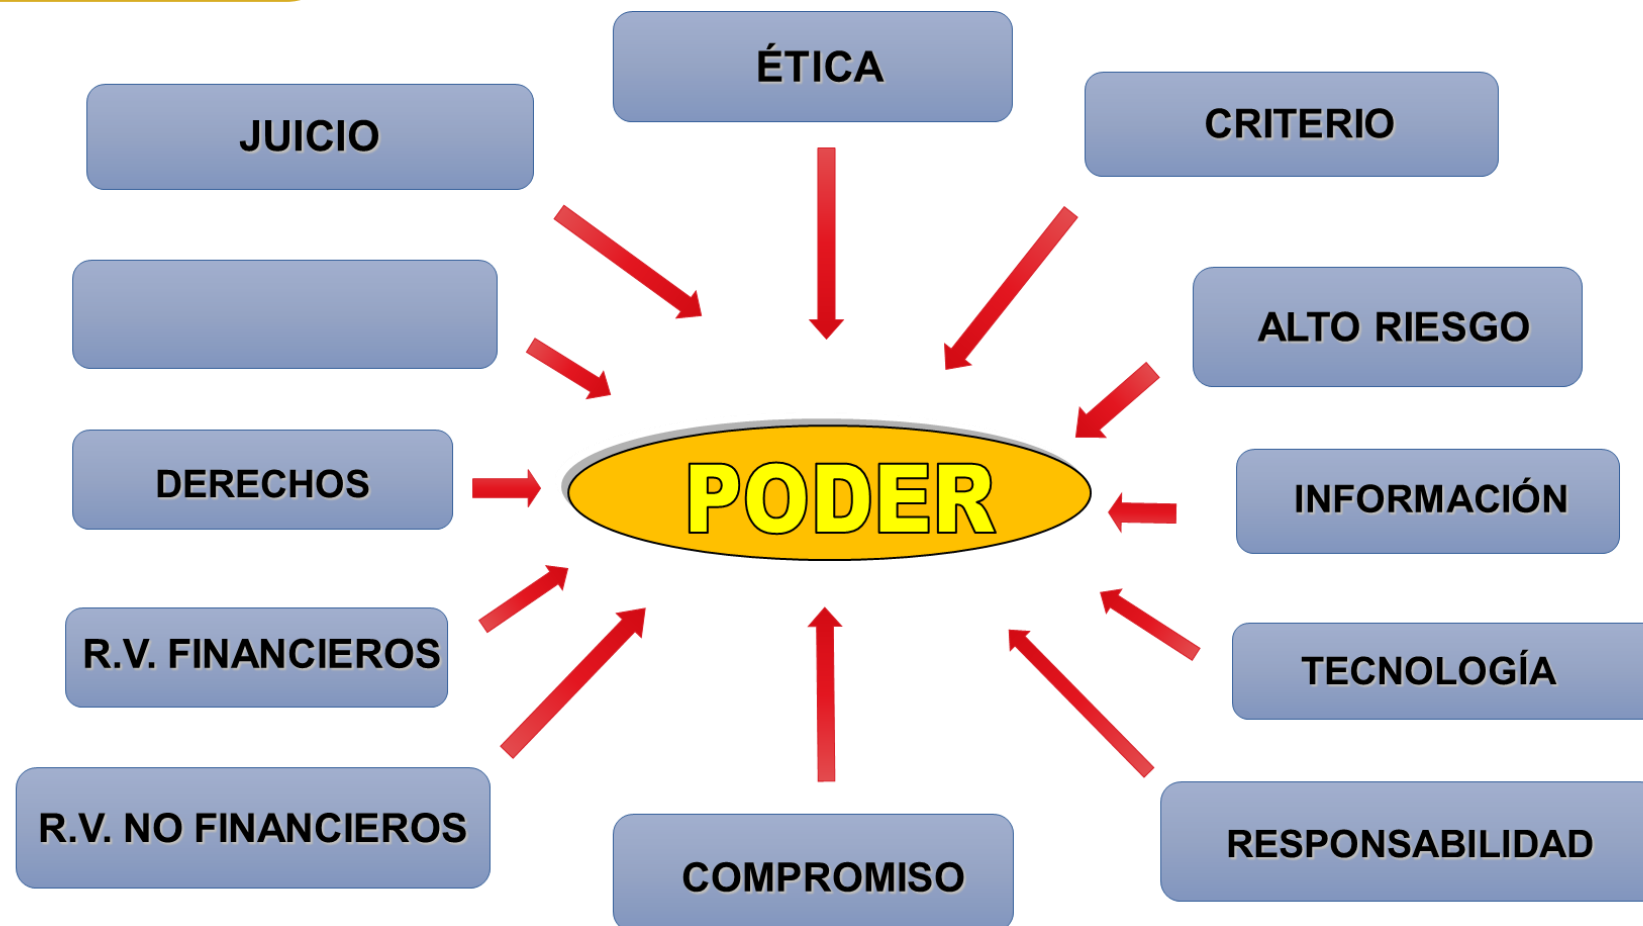 ÉTICA
JUICIO
CRITERIO
ALTO RIESGO
DERECHOS
PODER
INFORMACIÓN
R.V. FINANCIEROS
TECNOLOGÍA
R.V. NO FINANCIEROS
COMPROMISO
RESPONSABILIDAD